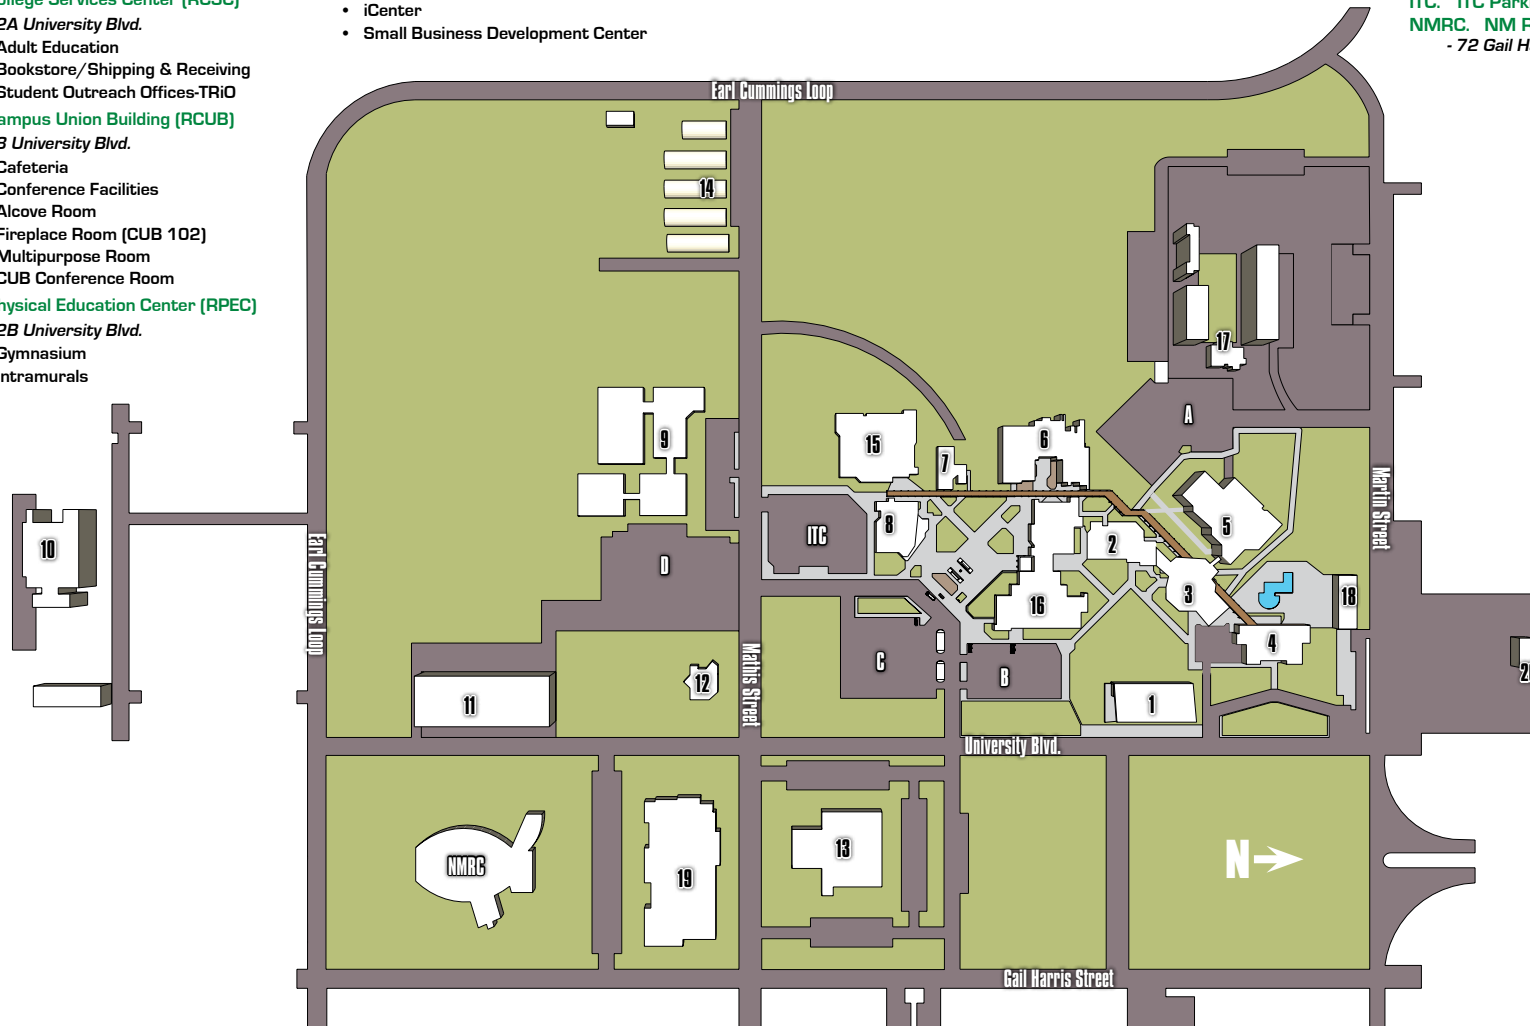 2A University Blvd.
Adult Education
Bookstore/Shipping & Receiving
Student Outreach Offices-TRiO
ampus Union Building (RCUB)
3 University Blvd.
Cafeteria
Conference Facilities
Alcove Room
Fireplace Room (CUB 102)
Multipurpose Room
CUB Conference Room
hysical Education Center (RPEC)
2B University Blvd.
Gymnasium
ntramurals
• iCenter
• Small Business Development Center
ITC. ITC Park
NMRC. NM R
- 72 Gail Ha
Earl Cummings Loop
14
17
A
15
7
6
9
Martin Street
5
8
ITC
2
10
D
Earl Cummings Loop
3
18
16
4
C
B
12
Mathis Street
11
1
2
University Blvd.
13
NMRC
19
N
Gail Harris Street